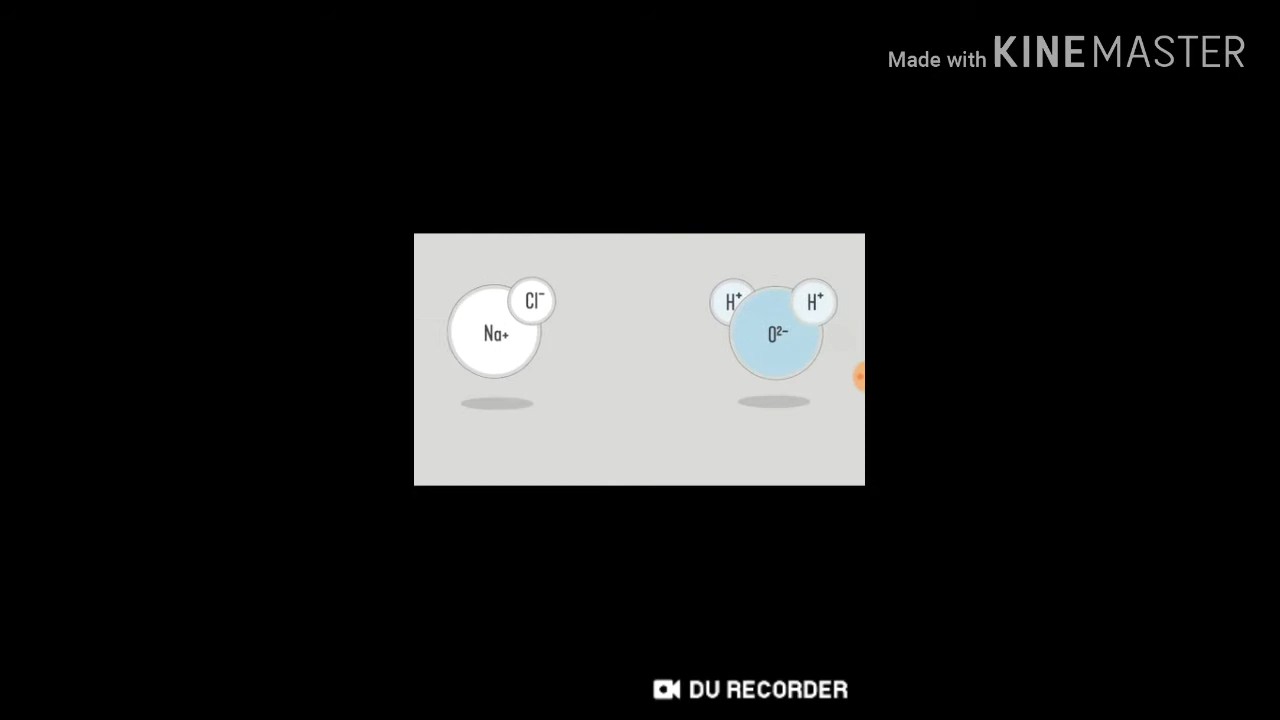 Made with KINEMASTER
Cl⁻
Na+
H⁺
H⁺
O²⁻
DU RECORDER